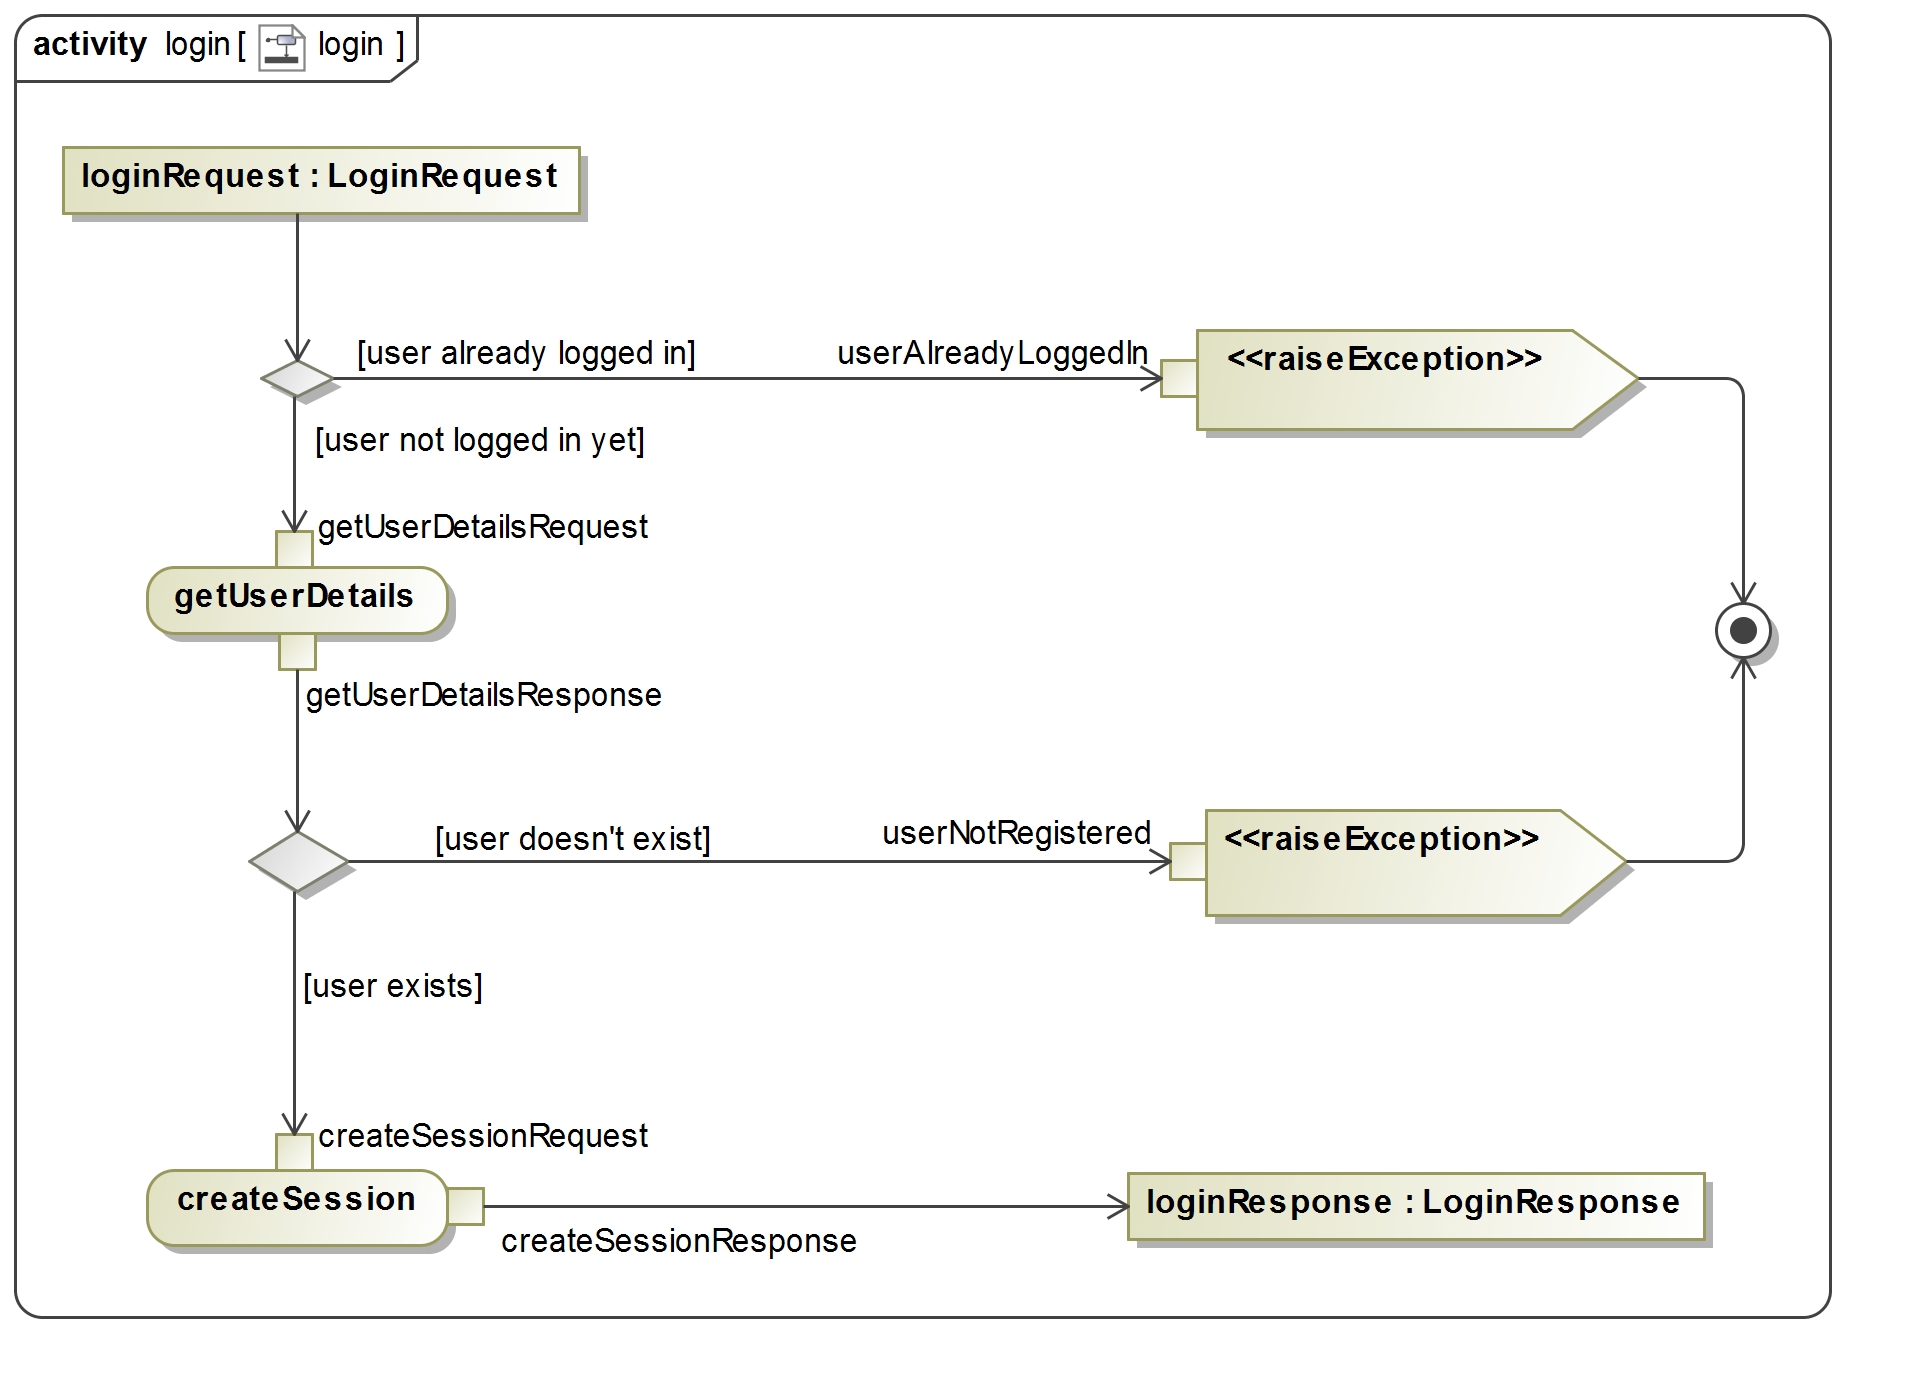 activity login [ login ]
loginRequest : LoginRequest
[user already logged in]
userAlreadyLoggedIn
<<raiseException>>
[user not logged in yet]
getUserDetailsRequest
getUserDetails
getUserDetailsResponse
[user doesn't exist]
userNotRegistered
<<raiseException>>
[user exists]
createSessionRequest
createSession
createSessionResponse
loginResponse : LoginResponse